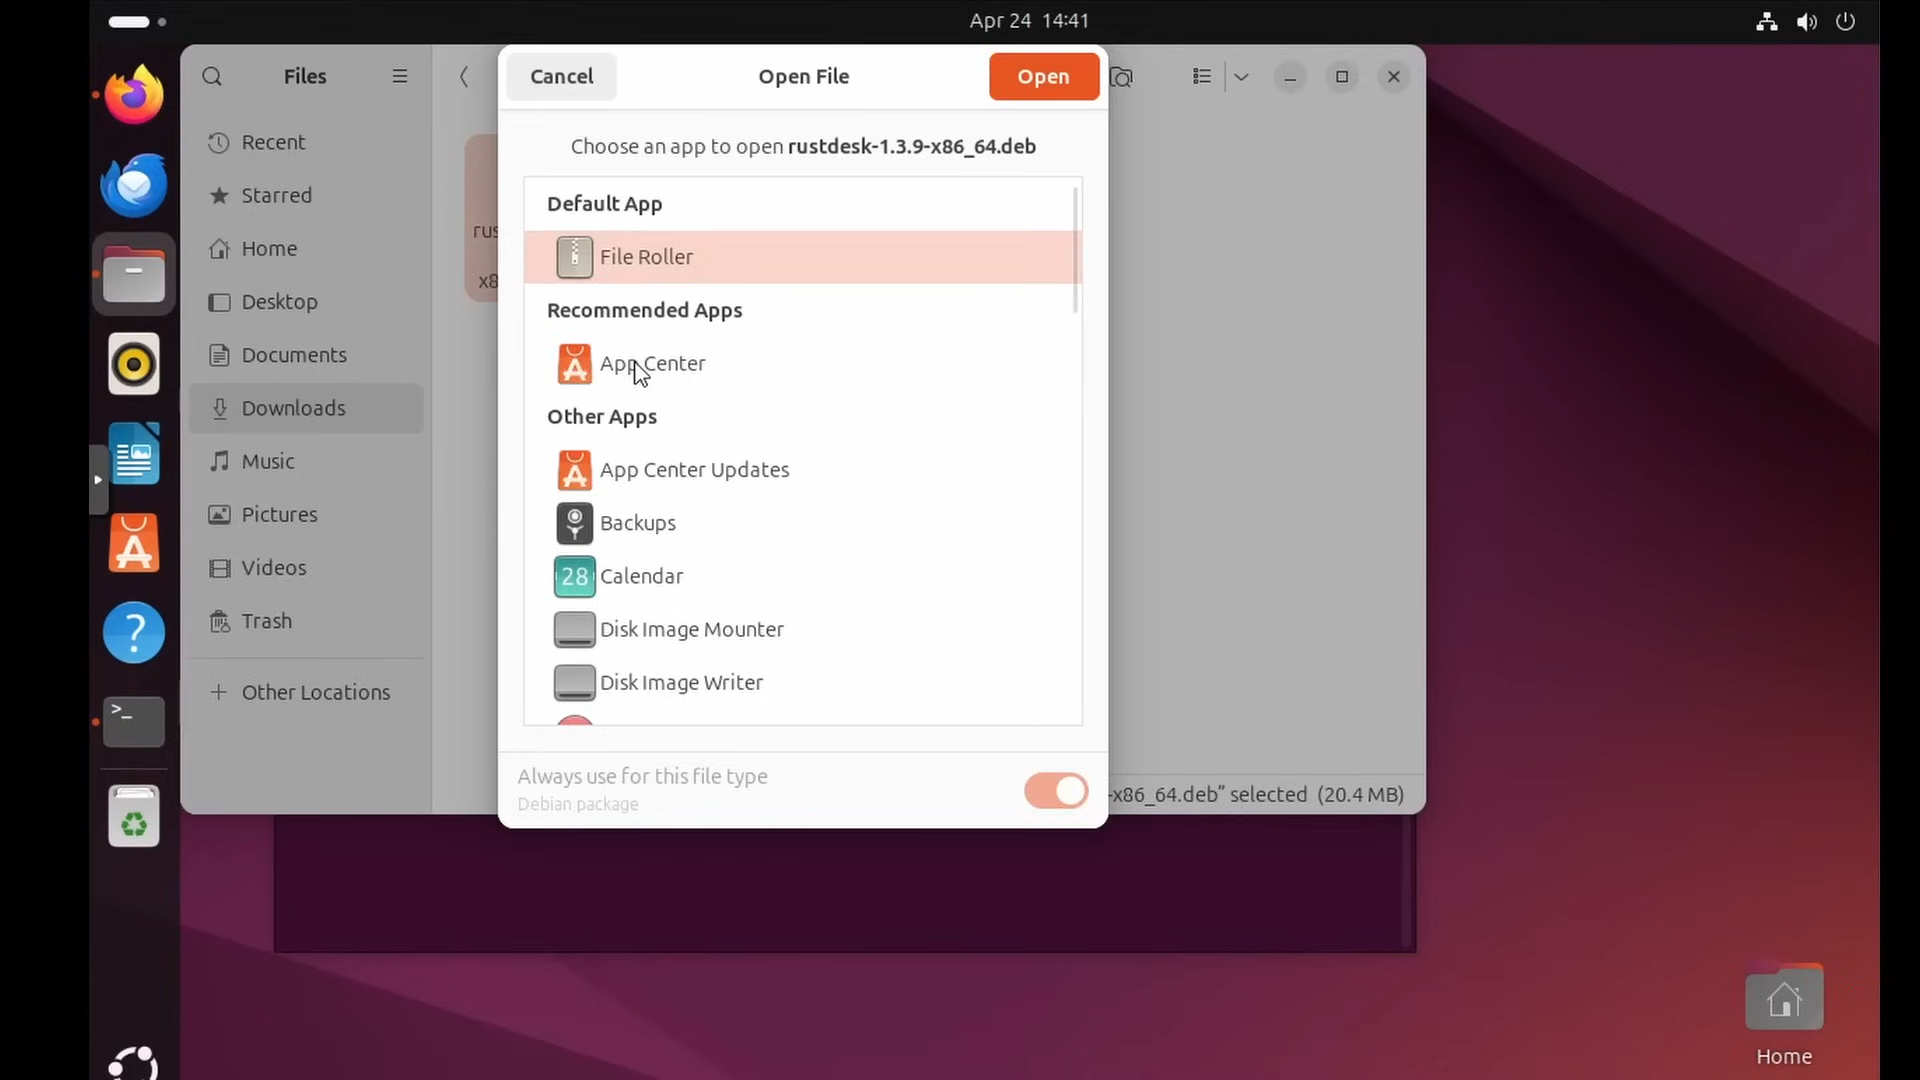 Apr 24 14:41
Files
Cancel
Open File
Open
Choose an app to open rustdesk-1.3.9-x86_64.deb
Recent
Starred
Home
Desktop
Documents
Downloads
Music
Pictures
Videos
Trash
Other Locations
rus
x8
Default App
File Roller
Recommended Apps
App Center
Other Apps
App Center Updates
Backups
28
Calendar
Disk Image Mounter
Disk Image Writer
Always use for this file type
Debian package
-x86_64.deb” selected (20.4 MB)
Home